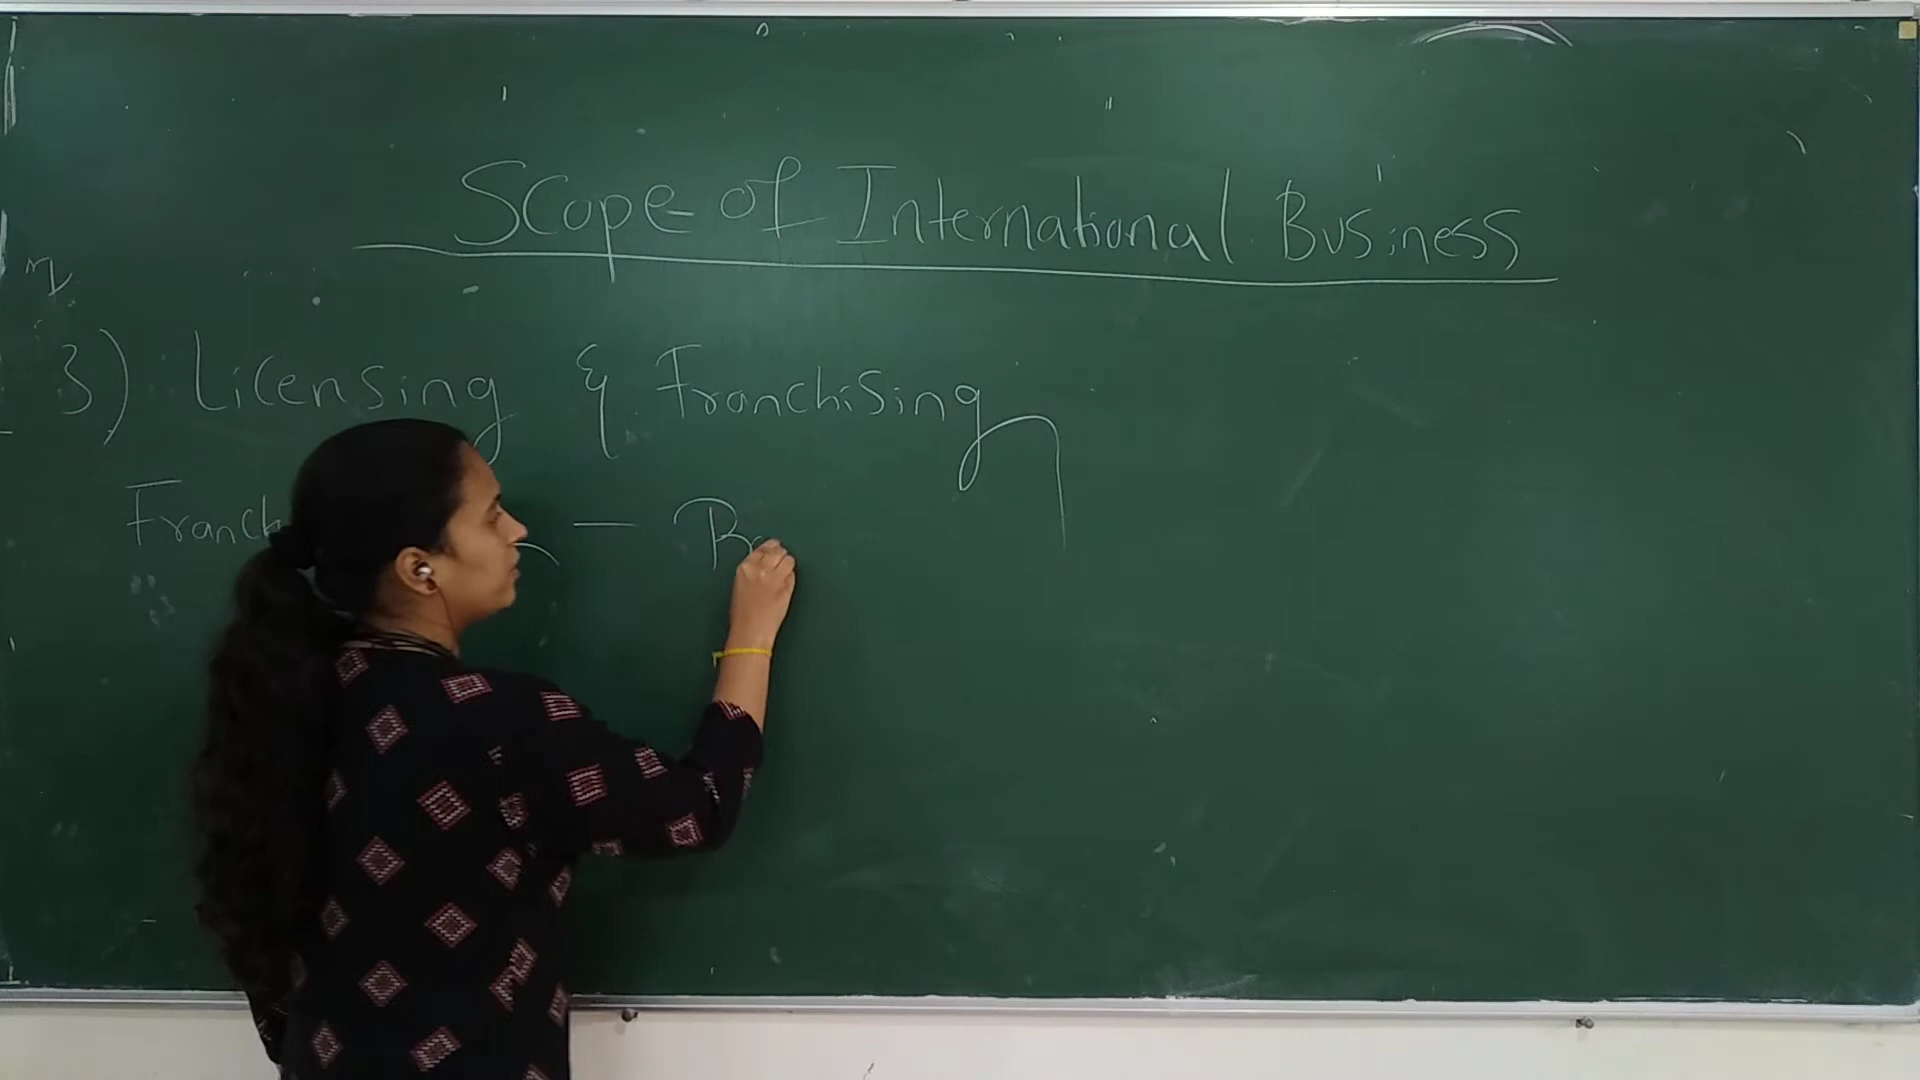 Scope of International Business
3) Licensing & Franchising
Franch —